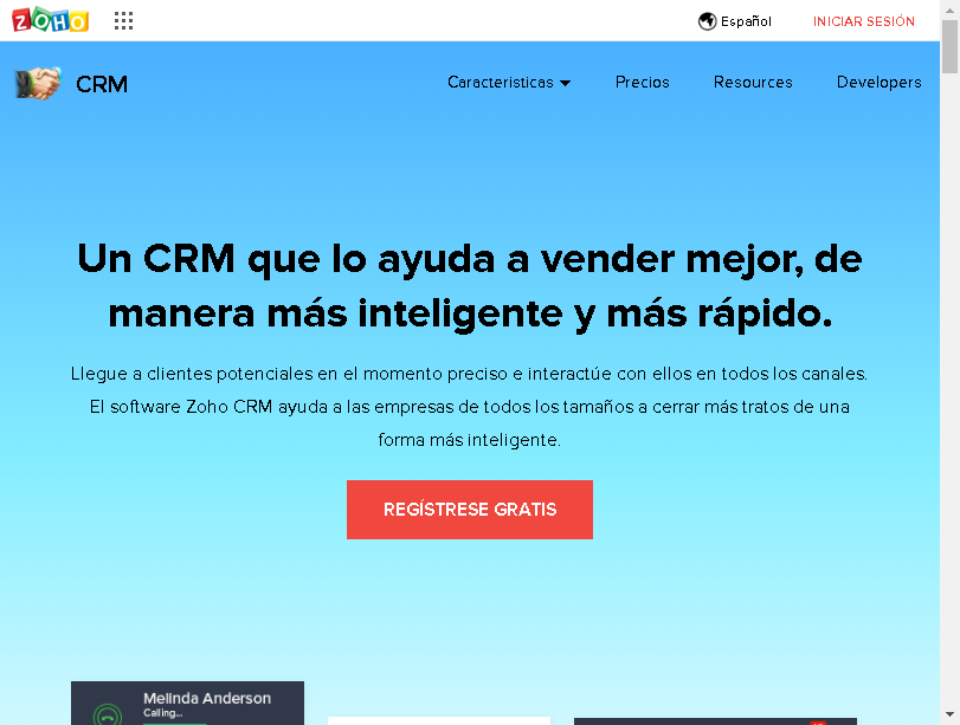 ZOHO
Español
INICIAR SESIÓN
CRM
Características
Precios
Resources
Developers
Un CRM que lo ayuda a vender mejor, de
manera más inteligente y más rápido.
Llegue a clientes potenciales en el momento preciso e interactúe con ellos en todos los canales.
El software Zoho CRM ayuda a las empresas de todos los tamaños a cerrar más tratos de una
forma más inteligente.
REGÍSTRESE GRATIS
Melinda Anderson
Calling...